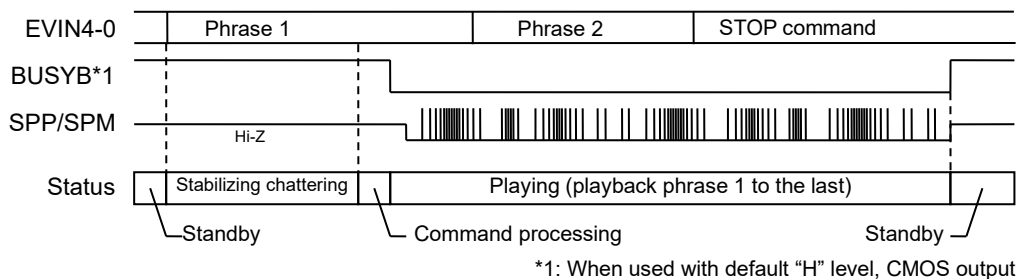 EVIN4-0 Phrase 1 Phrase 2 STOP command
BUSYB*1
SPP/SPM
Hi-Z
Status Stabilizing chattering Playing (playback phrase 1 to the last)
Standby Command processing Standby
*1: When used with default “H” level, CMOS output